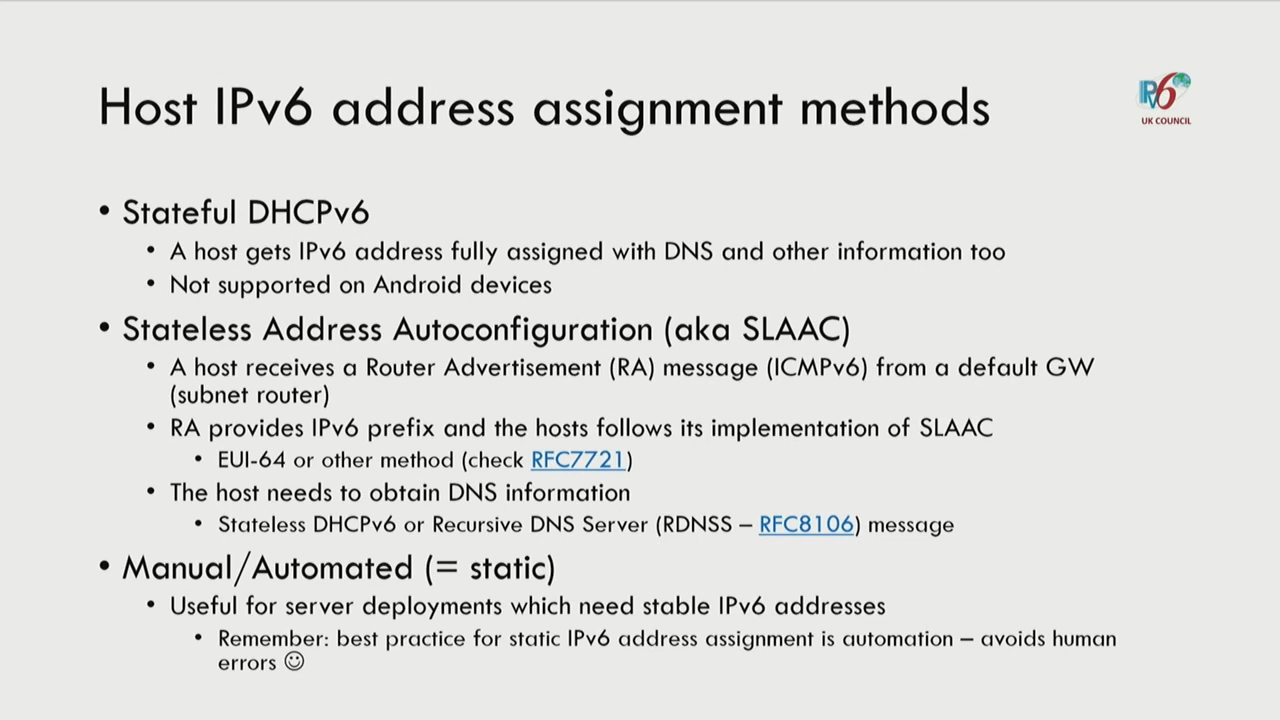 Host IPv6 address assignment methods
IPv6
UK COUNCIL
• Stateful DHCPv6
• A host gets IPv6 address fully assigned with DNS and other information too
• Not supported on Android devices
• Stateless Address Autoconfiguration (aka SLAAC)
• A host receives a Router Advertisement (RA) message (ICMPv6) from a default GW
(subnet router)
• RA provides IPv6 prefix and the hosts follows its implementation of SLAAC
• EUI-64 or other method (check RFC7721)
• The host needs to obtain DNS information
• Stateless DHCPv6 or Recursive DNS Server (RDNSS – RFC8106) message
• Manual/Automated (= static)
• Useful for server deployments which need stable IPv6 addresses
• Remember: best practice for static IPv6 address assignment is automation – avoids human
errors ☺